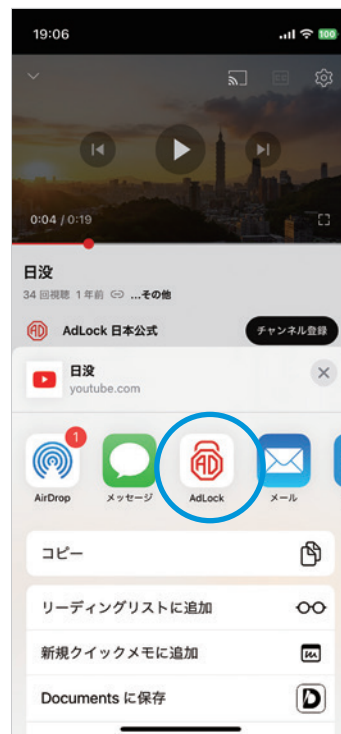 19:06
100
0:04 / 0:19
日没
34 回視聴 1 年前 ...その他
AD
AdLock 日本公式
チャンネル登録
日没
youtube.com
1
AD
AirDrop
メッセージ
AdLock
メール
コピー
リーディングリストに追加
新規クイックメモに追加
Documents に保存
D